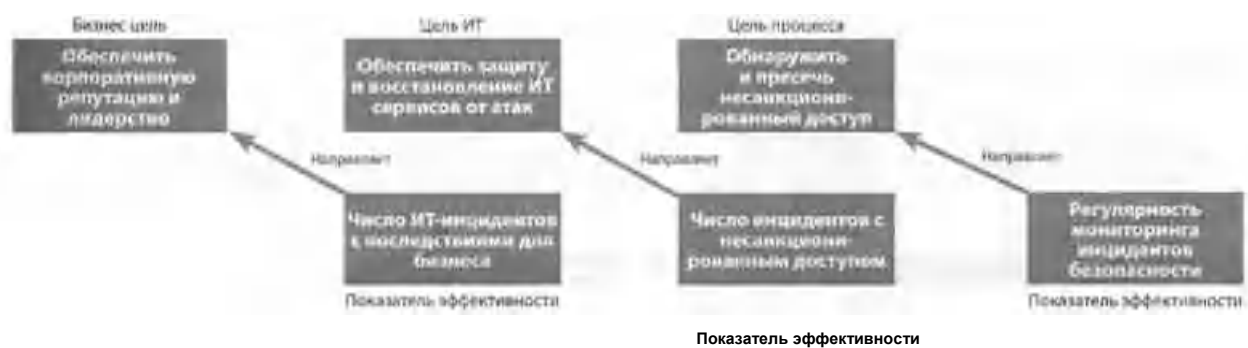 Бизнес цель
Цель ИТ
Цель процесса
Обеспечить
корпоративную
репутацию и
лидерство
Обеспечить защиту
и восстановление ИТ
сервисов от атак
Обнаружить
и пресечь
несанкциони-
рованный доступ
Направляет
Направляет
Направляет
Число ИТ-инцидентов
с последствиями для
бизнеса
Число инцидентов с
несанкциони-
рованным доступом
Регулярность
мониторинга
инцидентов
безопасности
Показатель эффективности
Показатель эффективности
Показатель эффективности